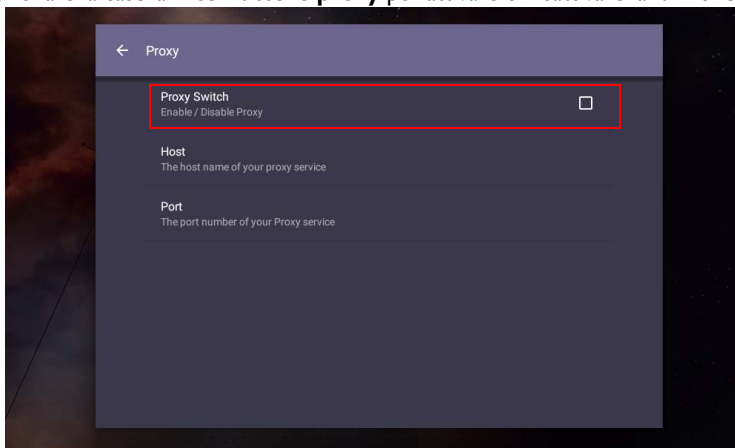 proxy
Proxy
Proxy Switch
Enable / Disable Proxy
Host
The host name of your proxy service
Port
The port number of your Proxy service